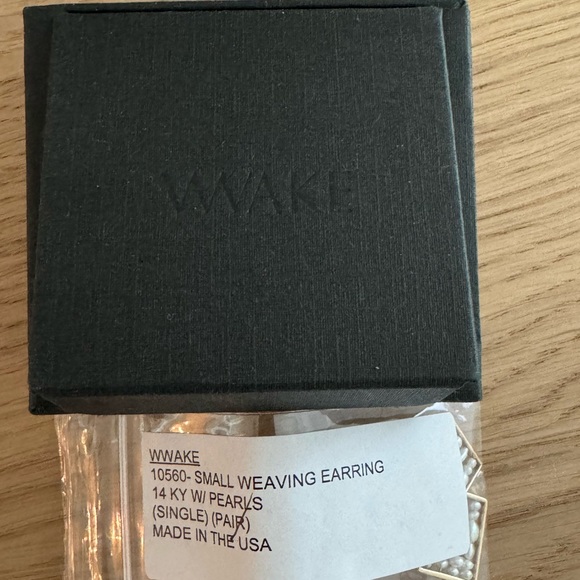 WWAKE
WWAKE
10560- SMALL WEAVING EARRING
14 KY W/ PEARLS
(SINGLE) (PAIR)
MADE IN THE USA